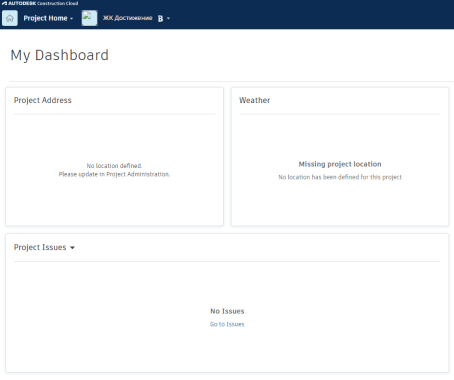 AUTODESK Construction Cloud
Project Home
ЖК Достижение
B
My Dashboard
Project Address
Weather
No location defined.
Please update in Project Administration.
Missing project location
No location has been defined for this project
Project Issues
No Issues
Go to Issues